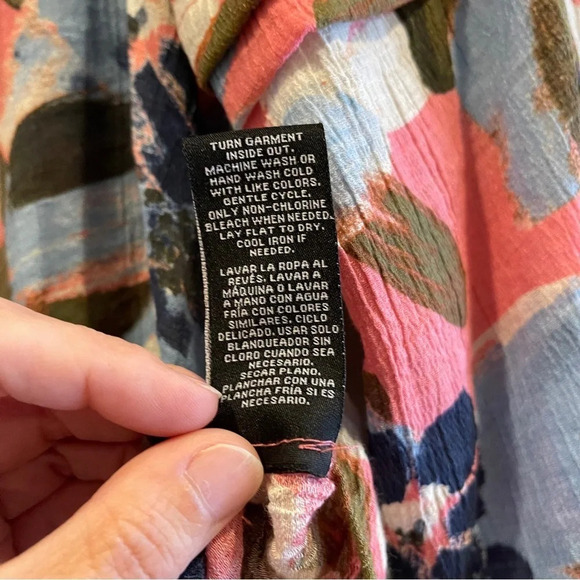 TURN GARMENT
INSIDE OUT.
MACHINE WASH OR
HAND WASH COLD
WITH LIKE COLORS.
GENTLE CYCLE.
ONLY NON-CHLORINE
BLEACH WHEN NEEDED.
LAY FLAT TO DRY.
COOL IRON IF
NEEDED.
LAVAR LA ROPA AL
REVÉS. LAVAR A
MÁQUINA O LAVAR
A MANO CON AGUA
FRÍA CON COLORES
SIMILARES. CICLO
DELICADO. USAR SOLO
BLANQUEADOR SIN
CLORO CUANDO SEA
NECESARIO.
SECAR PLANO.
PLANCHAR CON UNA
PLANCHA FRÍA SI ES
NECESARIO.